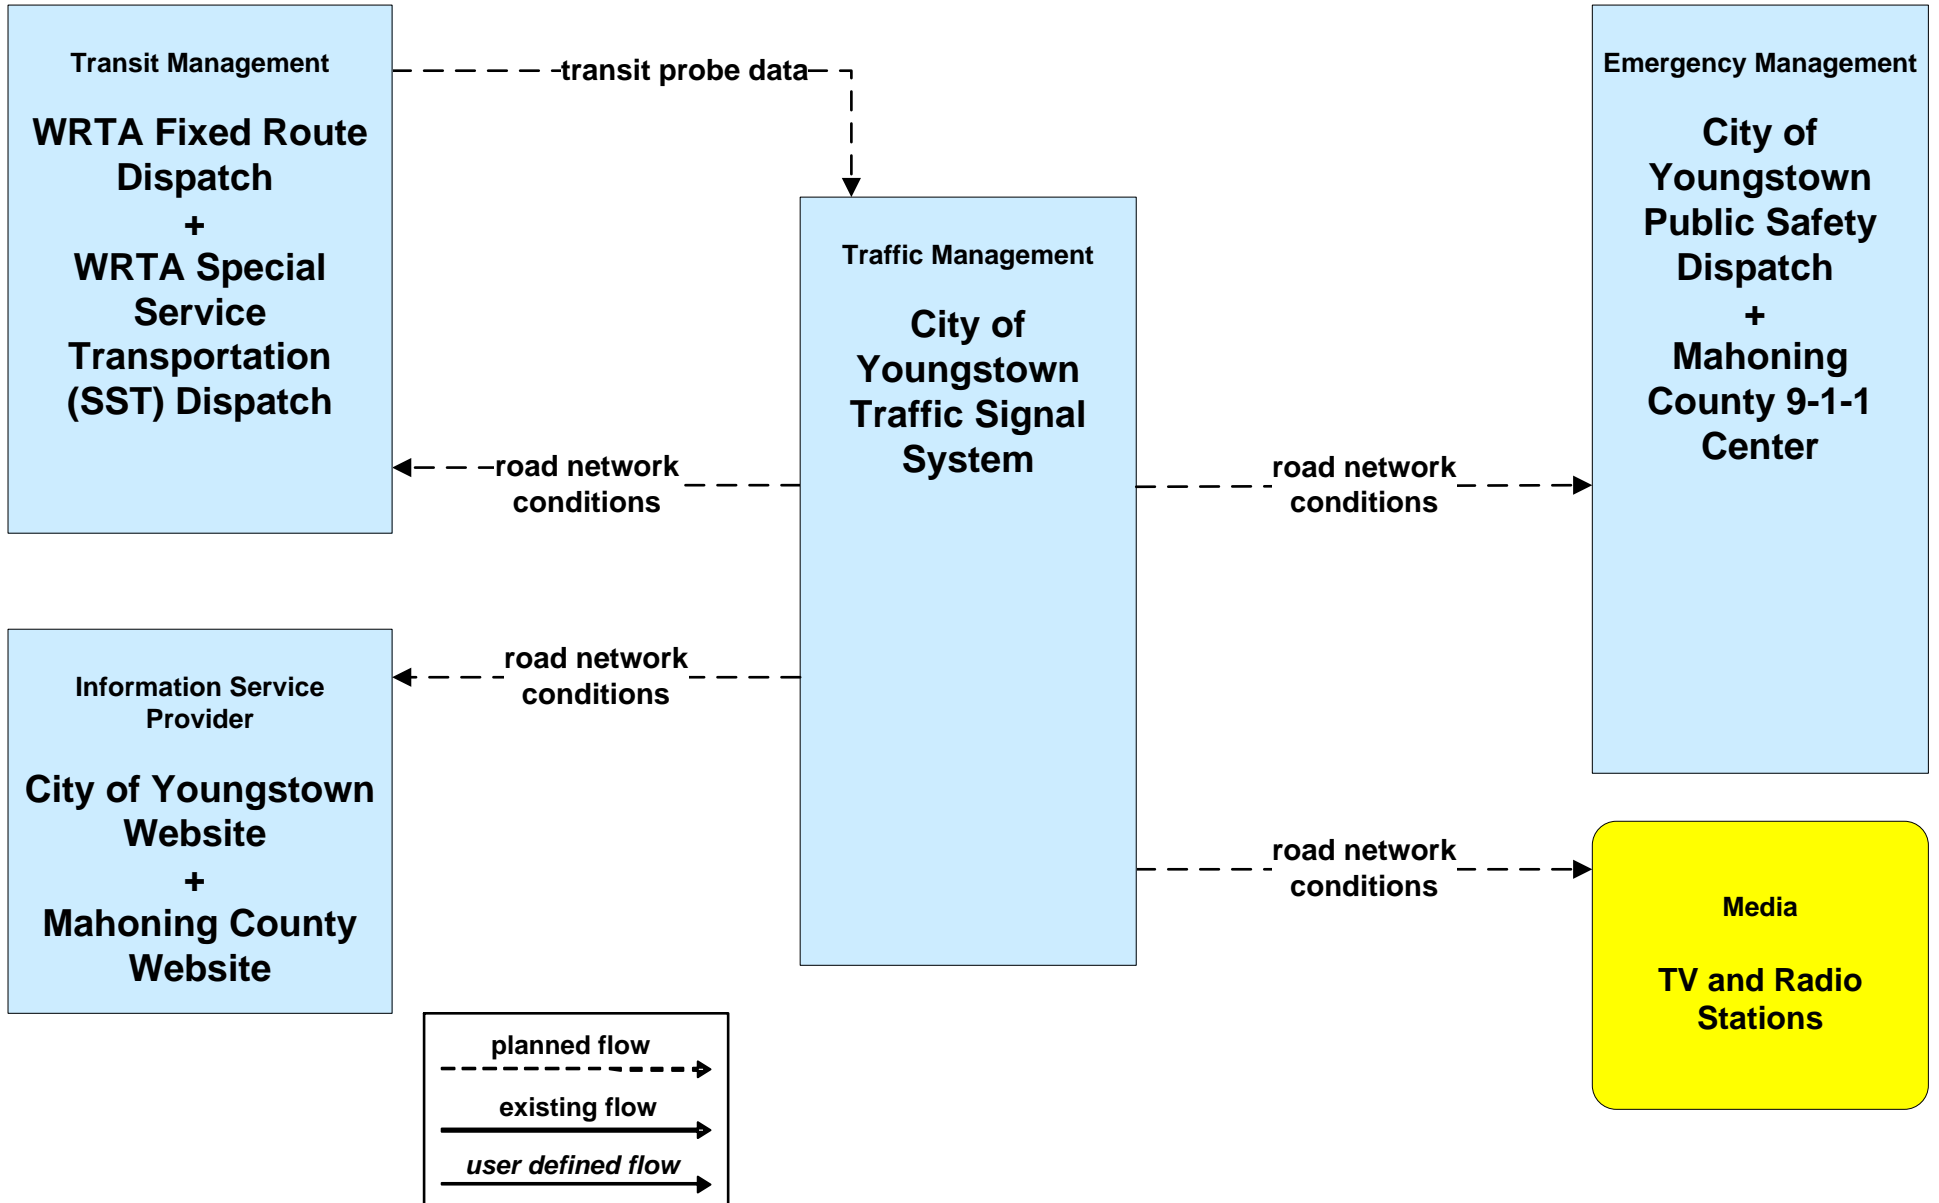 Transit Management
WRTA Fixed Route
Dispatch
+
WRTA Special
Service
Transportation
(SST) Dispatch
transit probe data
Traffic Management
City of
Youngstown
Traffic Signal
System
Emergency Management
City of
Youngstown
Public Safety
Dispatch
+
Mahoning
County 9-1-1
Center
road network
conditions
road network
conditions
road network
conditions
road network
conditions
Information Service
Provider
City of Youngstown
Website
+
Mahoning County
Website
Media
TV and Radio
Stations
planned flow
existing flow
user defined flow